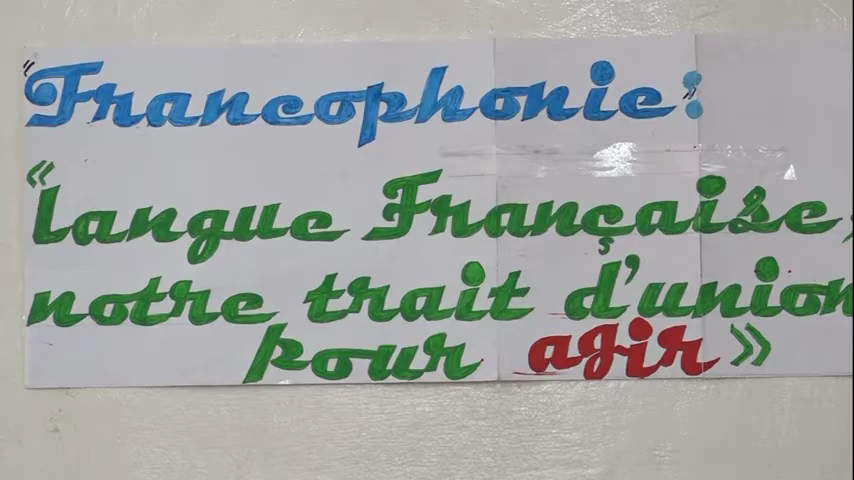 "Francophonie":
« langue Française,
notre trait d'union
pour agir »